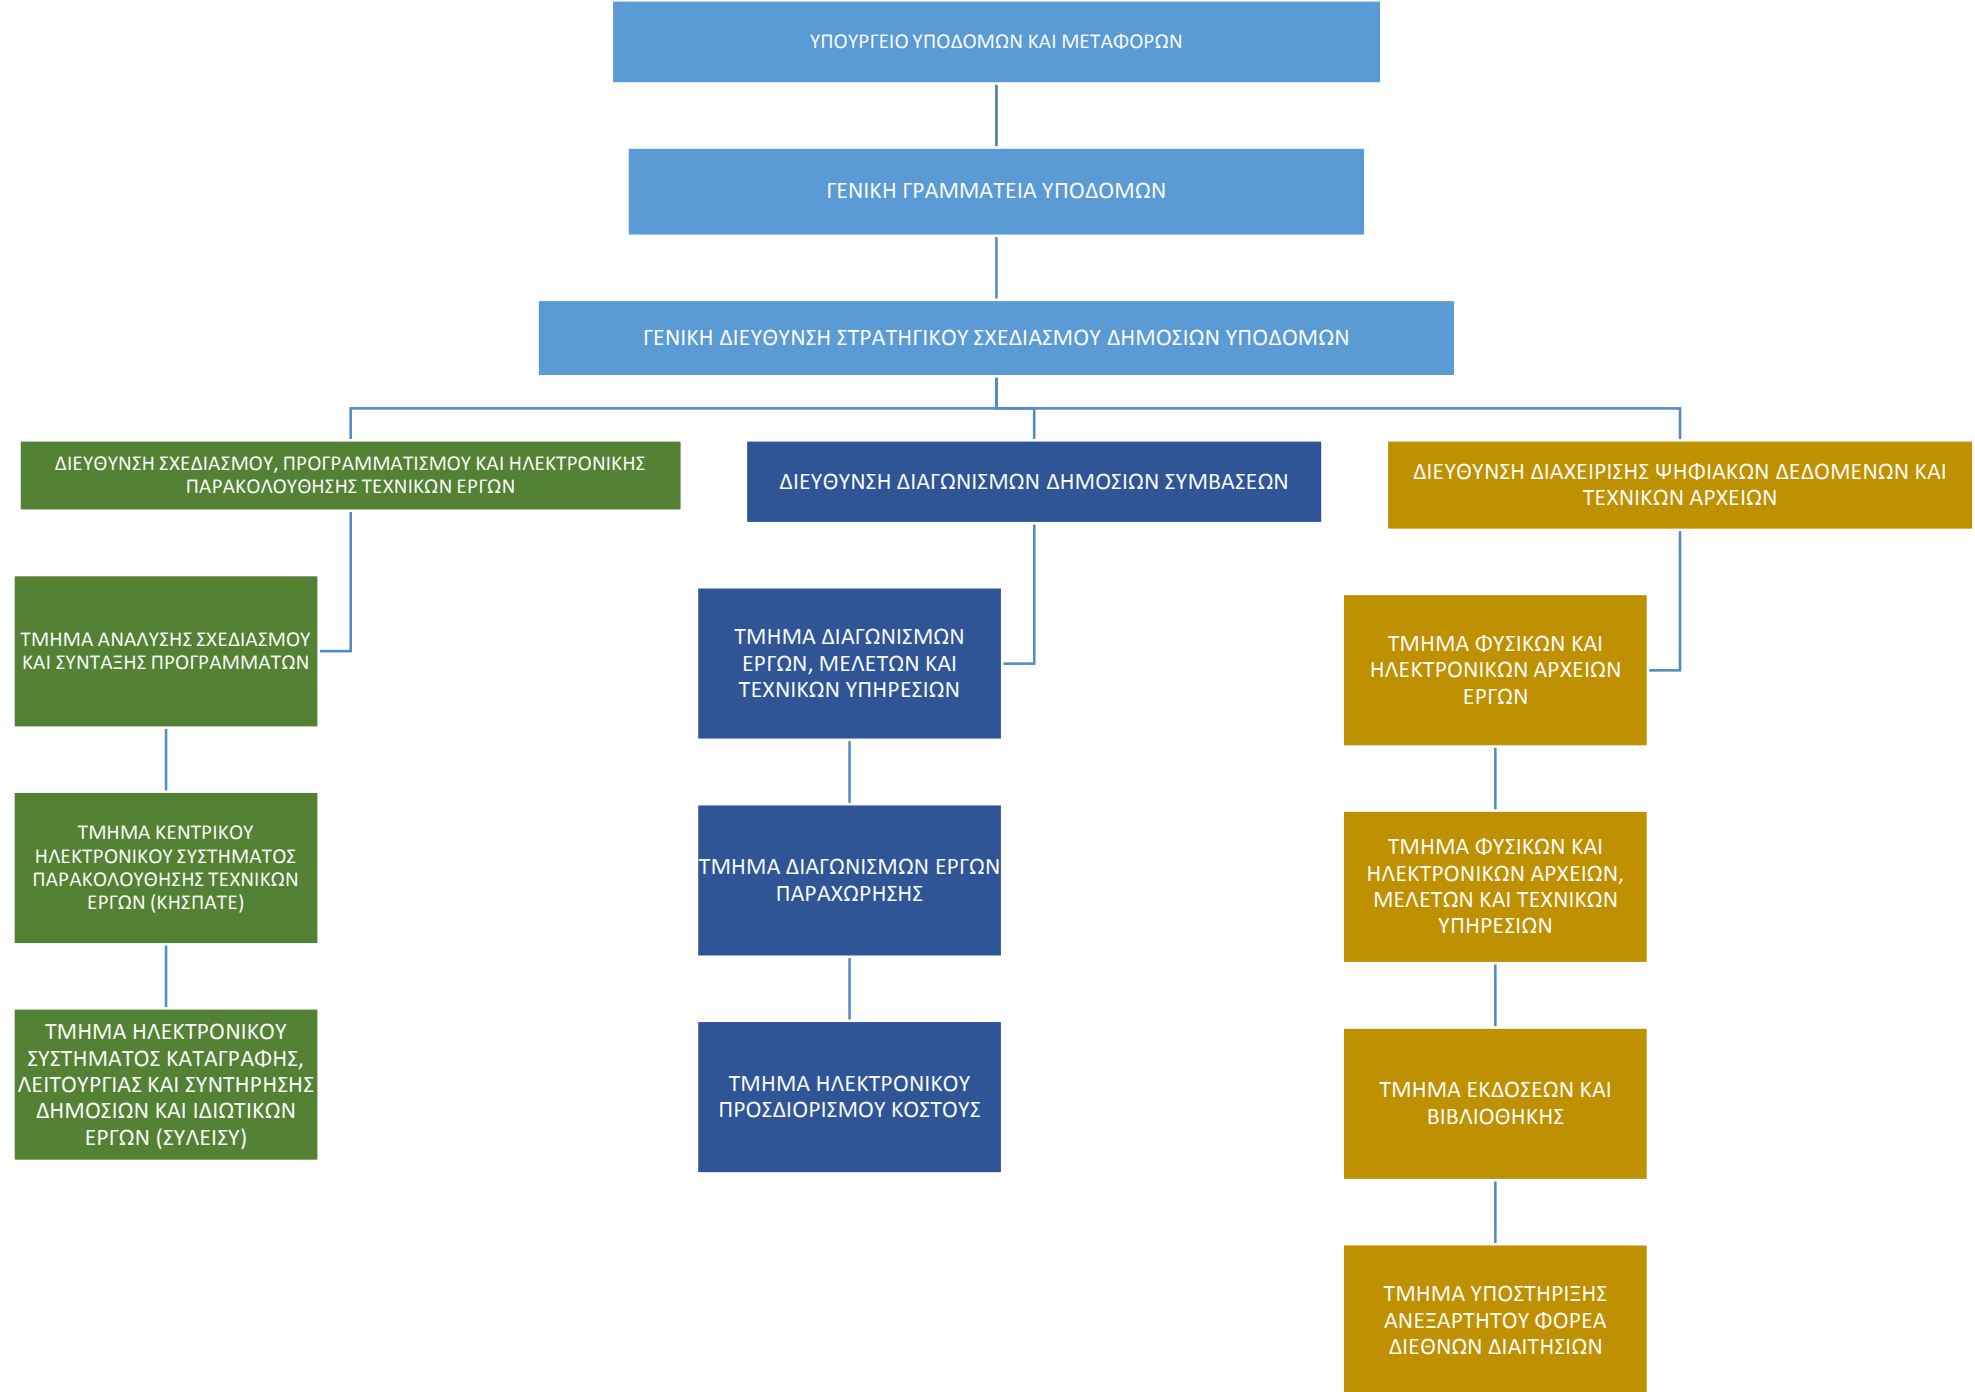 ΥΠΟΥΡΓΕΙΟ ΥΠΟΔΟΜΩΝ ΚΑΙ ΜΕΤΑΦΟΡΩΝ
ΓΕΝΙΚΗ ΓΡΑΜΜΑΤΕΙΑ ΥΠΟΔΟΜΩΝ
ΓΕΝΙΚΗ ΔΙΕΥΘΥΝΣΗ ΣΤΡΑΤΗΓΙΚΟΥ ΣΧΕΔΙΑΣΜΟΥ ΔΗΜΟΣΙΩΝ ΥΠΟΔΟΜΩΝ
ΔΙΕΥΘΥΝΣΗ ΣΧΕΔΙΑΣΜΟΥ, ΠΡΟΓΡΑΜΜΑΤΙΣΜΟΥ ΚΑΙ ΗΛΕΚΤΡΟΝΙΚΗΣ
ΠΑΡΑΚΟΛΟΥΘΗΣΗΣ ΤΕΧΝΙΚΩΝ ΕΡΓΩΝ
ΤΜΗΜΑ ΑΝΑΛΥΣΗΣ ΣΧΕΔΙΑΣΜΟΥ
ΚΑΙ ΣΥΝΤΑΞΗΣ ΠΡΟΓΡΑΜΜΑΤΩΝ
ΤΜΗΜΑ ΚΕΝΤΡΙΚΟΥ
ΗΛΕΚΤΡΟΝΙΚΟΥ ΣΥΣΤΗΜΑΤΟΣ
ΠΑΡΑΚΟΛΟΥΘΗΣΗΣ ΤΕΧΝΙΚΩΝ
ΕΡΓΩΝ (ΚΗΣΠΑΤΕ)
ΤΜΗΜΑ ΗΛΕΚΤΡΟΝΙΚΟΥ
ΣΥΣΤΗΜΑΤΟΣ ΚΑΤΑΓΡΑΦΗΣ,
ΛΕΙΤΟΥΡΓΙΑΣ ΚΑΙ ΣΥΝΤΗΡΗΣΗΣ
ΔΗΜΟΣΙΩΝ ΚΑΙ ΙΔΙΩΤΙΚΩΝ
ΕΡΓΩΝ (ΣΥΛΕΙΣΥ)
ΔΙΕΥΘΥΝΣΗ ΔΙΑΓΩΝΙΣΜΩΝ ΔΗΜΟΣΙΩΝ ΣΥΜΒΑΣΕΩΝ
ΤΜΗΜΑ ΔΙΑΓΩΝΙΣΜΩΝ
ΕΡΓΩΝ, ΜΕΛΕΤΩΝ ΚΑΙ
ΤΕΧΝΙΚΩΝ ΥΠΗΡΕΣΙΩΝ
ΤΜΗΜΑ ΔΙΑΓΩΝΙΣΜΩΝ ΕΡΓΩΝ
ΠΑΡΑΧΩΡΗΣΗΣ
ΤΜΗΜΑ ΗΛΕΚΤΡΟΝΙΚΟΥ
ΠΡΟΣΔΙΟΡΙΣΜΟΥ ΚΟΣΤΟΥΣ
ΔΙΕΥΘΥΝΣΗ ΔΙΑΧΕΙΡΙΣΗΣ ΨΗΦΙΑΚΩΝ ΔΕΔΟΜΕΝΩΝ ΚΑΙ
ΤΕΧΝΙΚΩΝ ΑΡΧΕΙΩΝ
ΤΜΗΜΑ ΦΥΣΙΚΩΝ ΚΑΙ
ΗΛΕΚΤΡΟΝΙΚΩΝ ΑΡΧΕΙΩΝ
ΕΡΓΩΝ
ΤΜΗΜΑ ΦΥΣΙΚΩΝ ΚΑΙ
ΗΛΕΚΤΡΟΝΙΚΩΝ ΑΡΧΕΙΩΝ,
ΜΕΛΕΤΩΝ ΚΑΙ ΤΕΧΝΙΚΩΝ
ΥΠΗΡΕΣΙΩΝ
ΤΜΗΜΑ ΕΚΔΟΣΕΩΝ ΚΑΙ
ΒΙΒΛΙΟΘΗΚΗΣ
ΤΜΗΜΑ ΥΠΟΣΤΗΡΙΞΗΣ
ΑΝΕΞΑΡΤΗΤΟΥ ΦΟΡΕΑ
ΔΙΕΘΝΩΝ ΔΙΑΙΤΗΣΙΩΝ